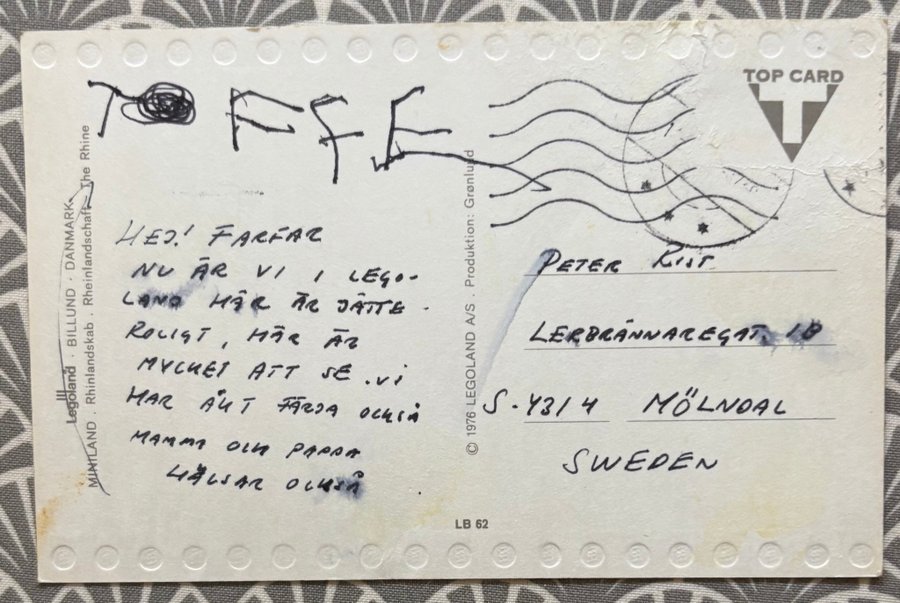 TOFFE
TOP CARD
HEJ! FARFAR
NU ÄR VI I LEGO-
LAND HÄR ÄR JÄTTE-
ROLIGT, HÄR ÄR
MYCKET ATT SE. VI
HAR ÅKT FÄRJA OCKSÅ
MAMMA OCH PAPPA
HÄLSAR OCKSÅ
Legoland · BILLUND · DANMARK
MINILAND. Rhinlandskab. Rheinlandschaft. The Rhine
© 1976 LEGOLAND A/S. Produktion: Grønlund
PETER RIST
LERBRÄNNAREGAT. 1B
S-4314 MÖLNDAL
SWEDEN
LB 62